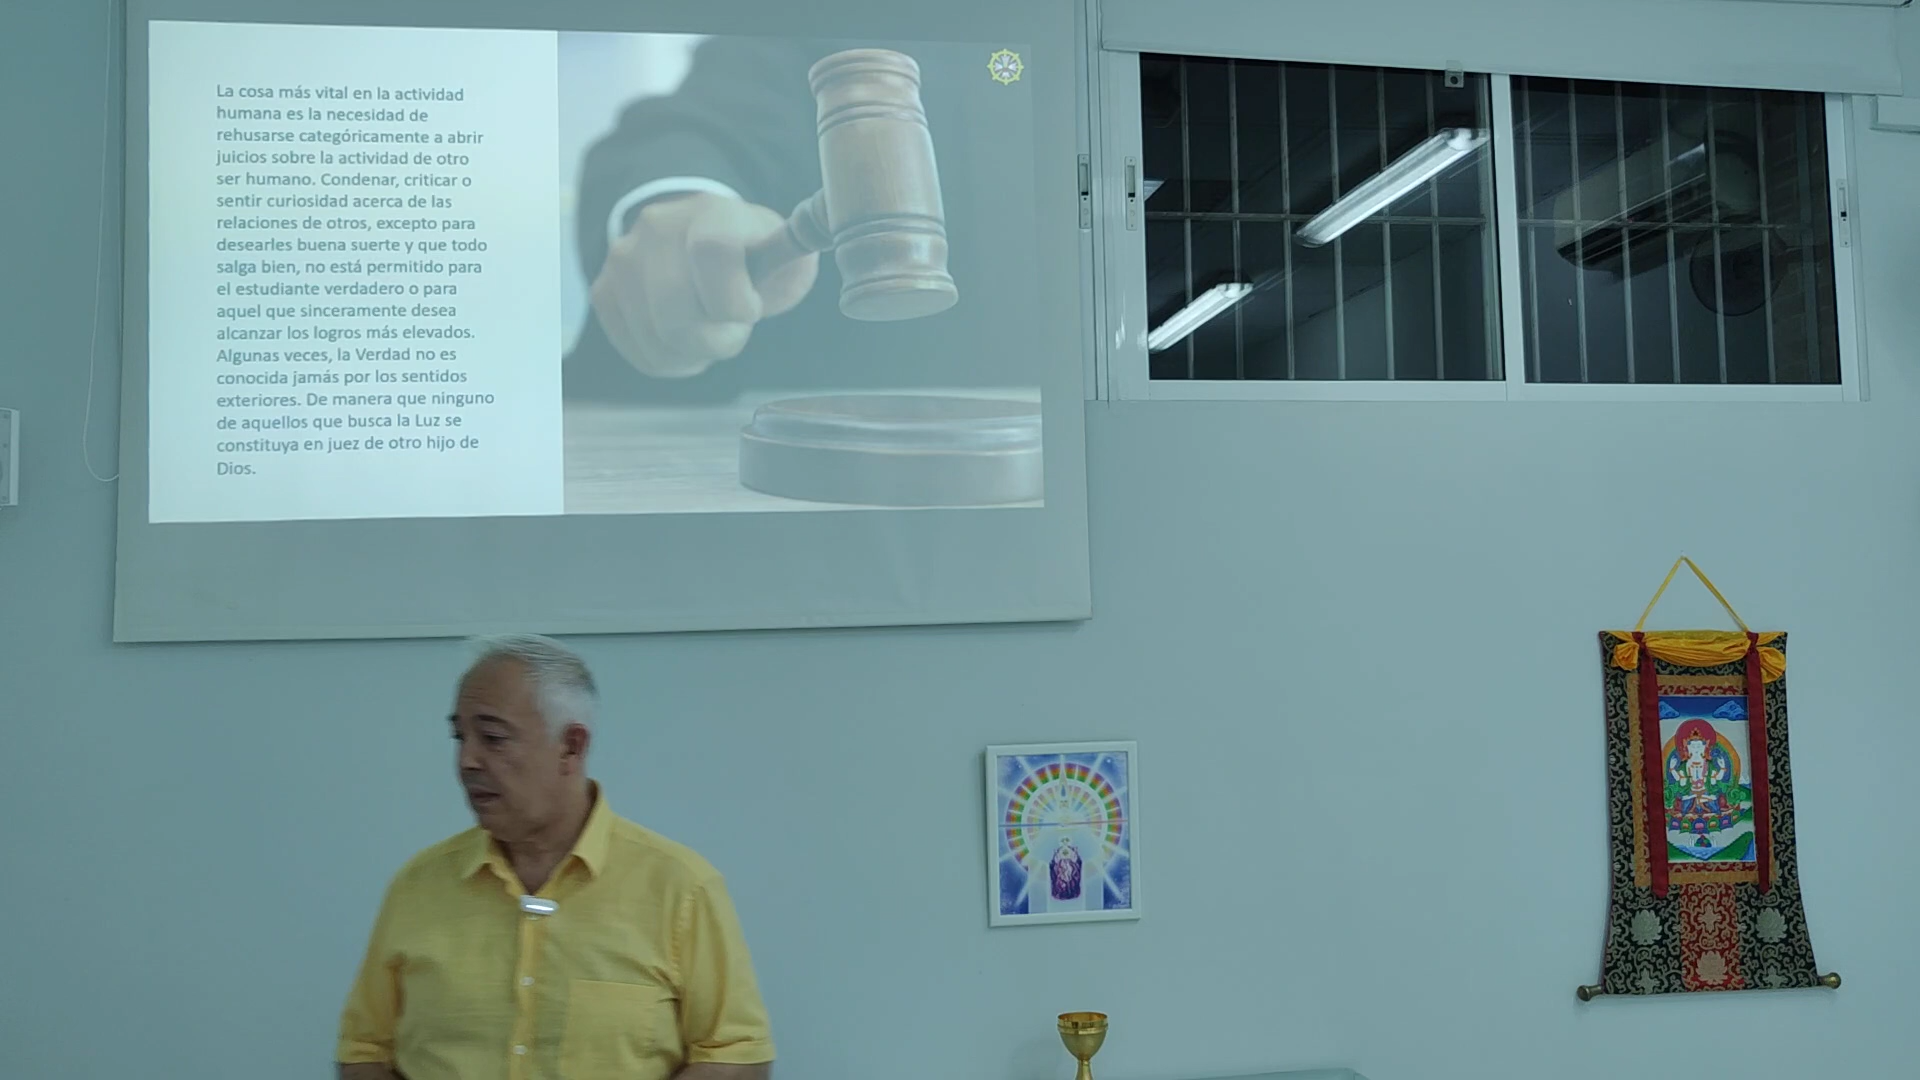 La cosa más vital en la actividad
humana es la necesidad de
rehusarse categóricamente a abrir
juicios sobre la actividad de otro
ser humano. Condenar, criticar o
sentir curiosidad acerca de las
relaciones de otros, excepto para
desearles buena suerte y que todo
salga bien, no está permitido para
el estudiante verdadero o para
aquel que sinceramente desea
alcanzar los logros más elevados.
Algunas veces, la Verdad no es
conocida jamás por los sentidos
exteriores. De manera que ninguno
de aquellos que busca la Luz se
constituya en juez de otro hijo de
Dios.